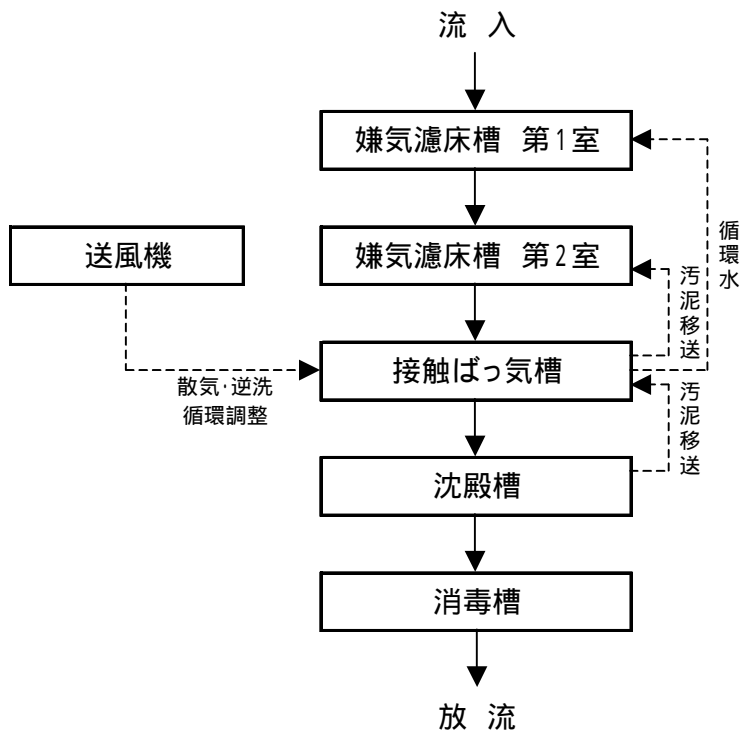 流 入
嫌気濾床槽 第1室
送風機
嫌気濾床槽 第2室
循環水
汚泥移送
接触ばっ気槽
散気･逆洗
循環調整
汚泥移送
沈殿槽
消毒槽
放 流